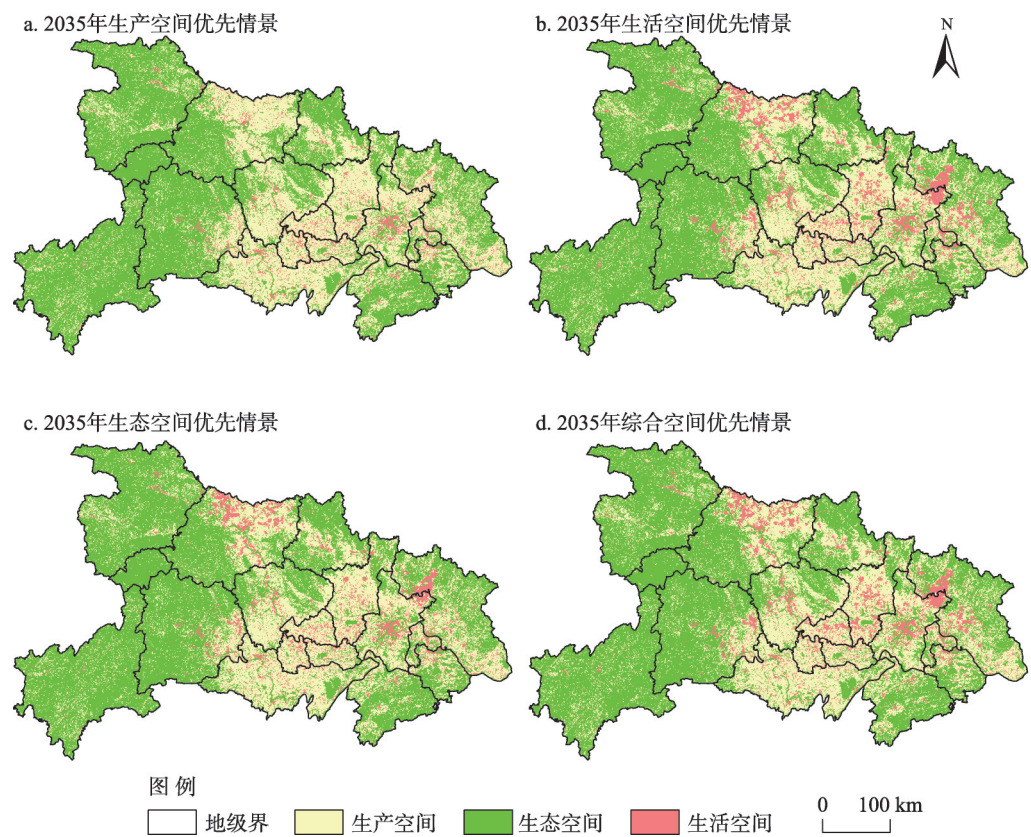 a. 2035年生产空间优先情景
b. 2035年生活空间优先情景
N
c. 2035年生态空间优先情景
d. 2035年综合空间优先情景
图 例
地级界
生产空间
生态空间
生活空间
0 100 km